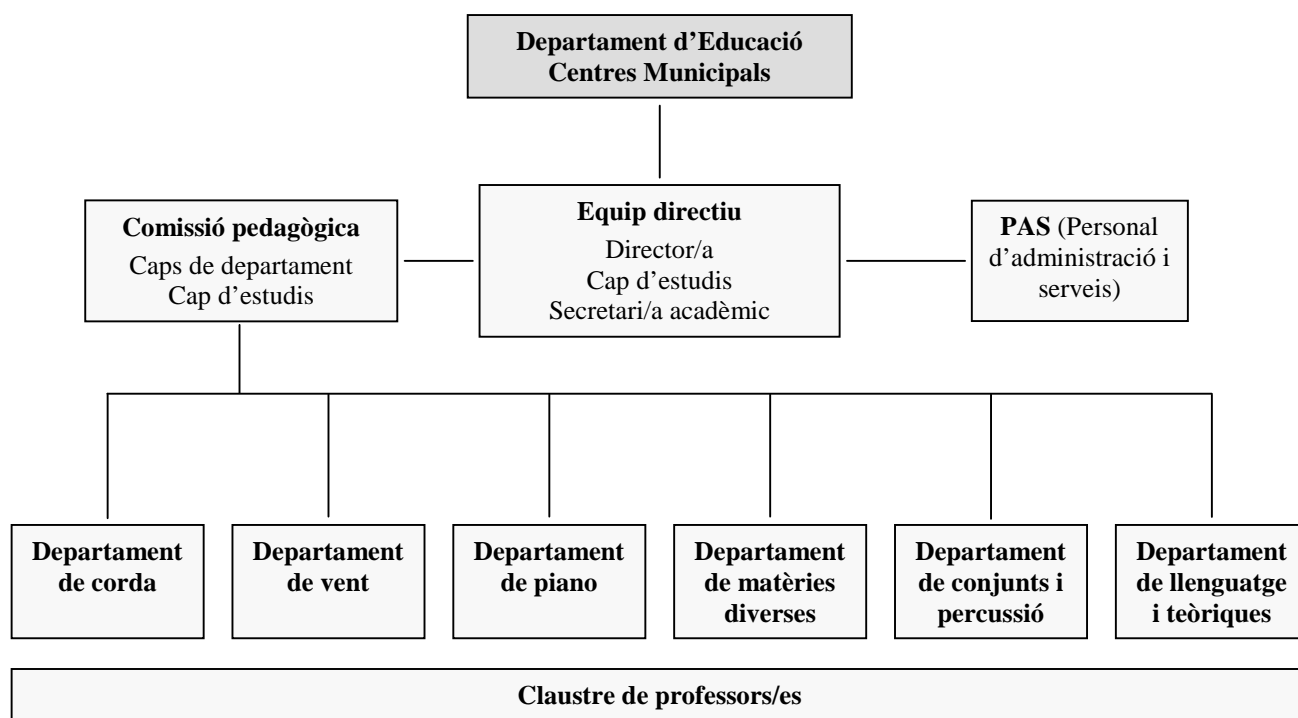 Departament d’Educació
Centres Municipals
Comissió pedagògica
Caps de departament
Cap d’estudis
Equip directiu
Director/a
Cap d’estudis
Secretari/a acadèmic
PAS (Personal
d’administració i
serveis)
Departament
de corda
Departament
de vent
Departament
de piano
Departament
de matèries
diverses
Departament
de conjunts i
percussió
Departament
de llenguatge
i teòriques
Claustre de professors/es